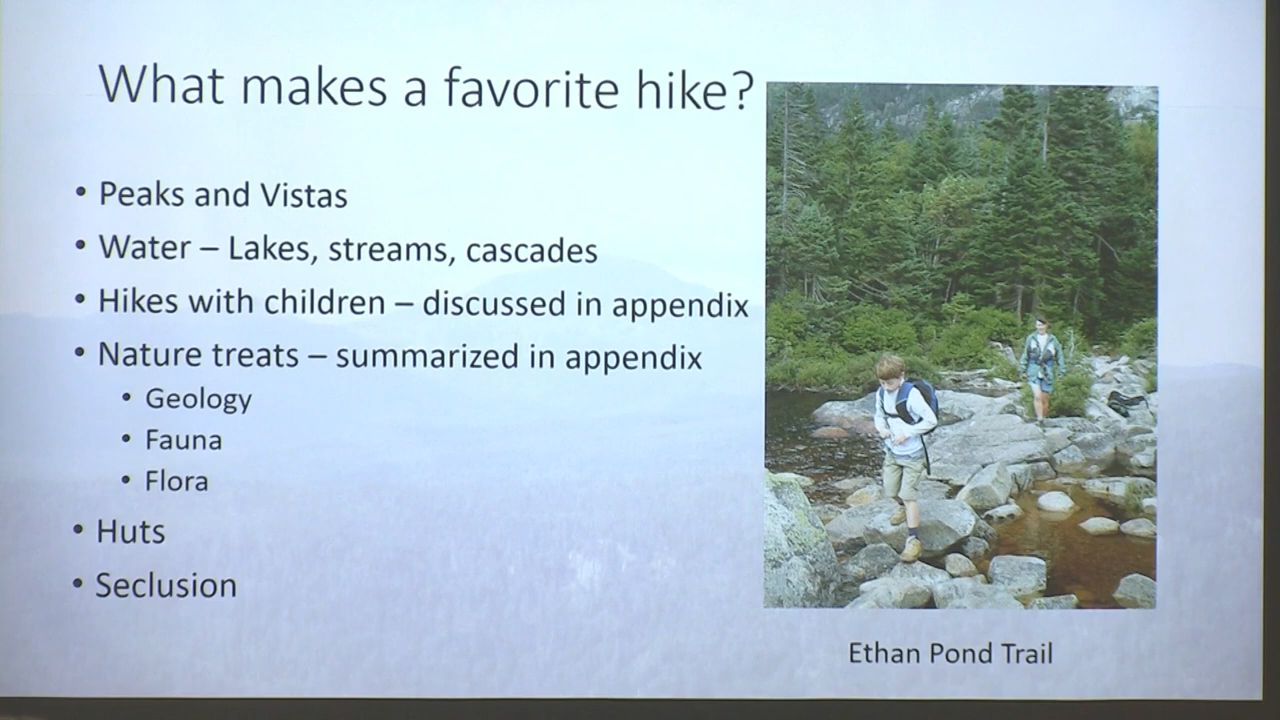 What makes a favorite hike?
• Peaks and Vistas
• Water – Lakes, streams, cascades
• Hikes with children – discussed in appendix
• Nature treats – summarized in appendix
• Geology
• Fauna
• Flora
• Huts
• Seclusion
Ethan Pond Trail